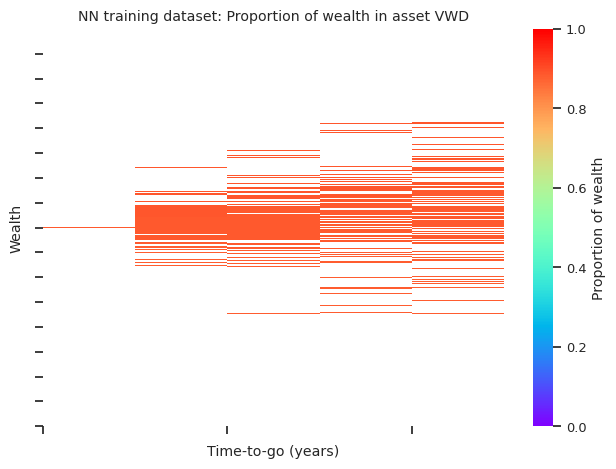 NN training dataset: Proportion of wealth in asset VWD
Wealth
Time-to-go (years)
1.0
0.8
0.6
0.4
0.2
0.0
Proportion of wealth